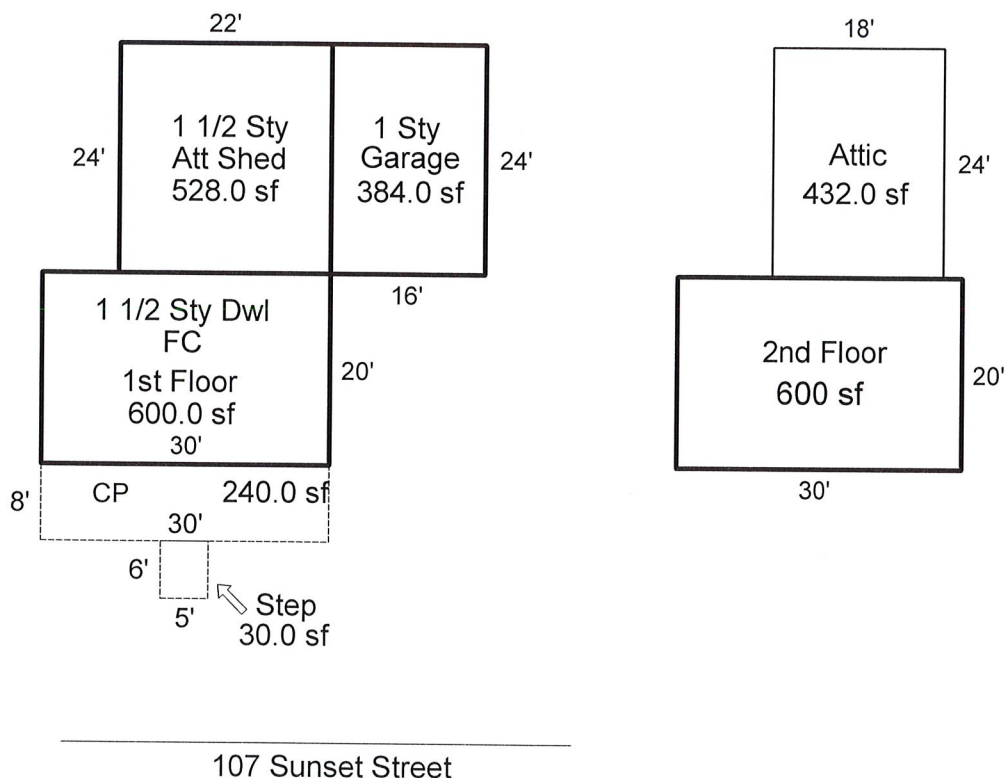 22'
24'
1 1/2 Sty
Att Shed
528.0 sf
1 Sty
Garage
384.0 sf
24'
16'
1 1/2 Sty Dwl
FC
1st Floor
600.0 sf
30'
20'
8'
CP 240.0 sf
30'
6'
5'
Step
30.0 sf
18'
Attic
432.0 sf
24'
2nd Floor
600 sf
20'
30'
107 Sunset Street